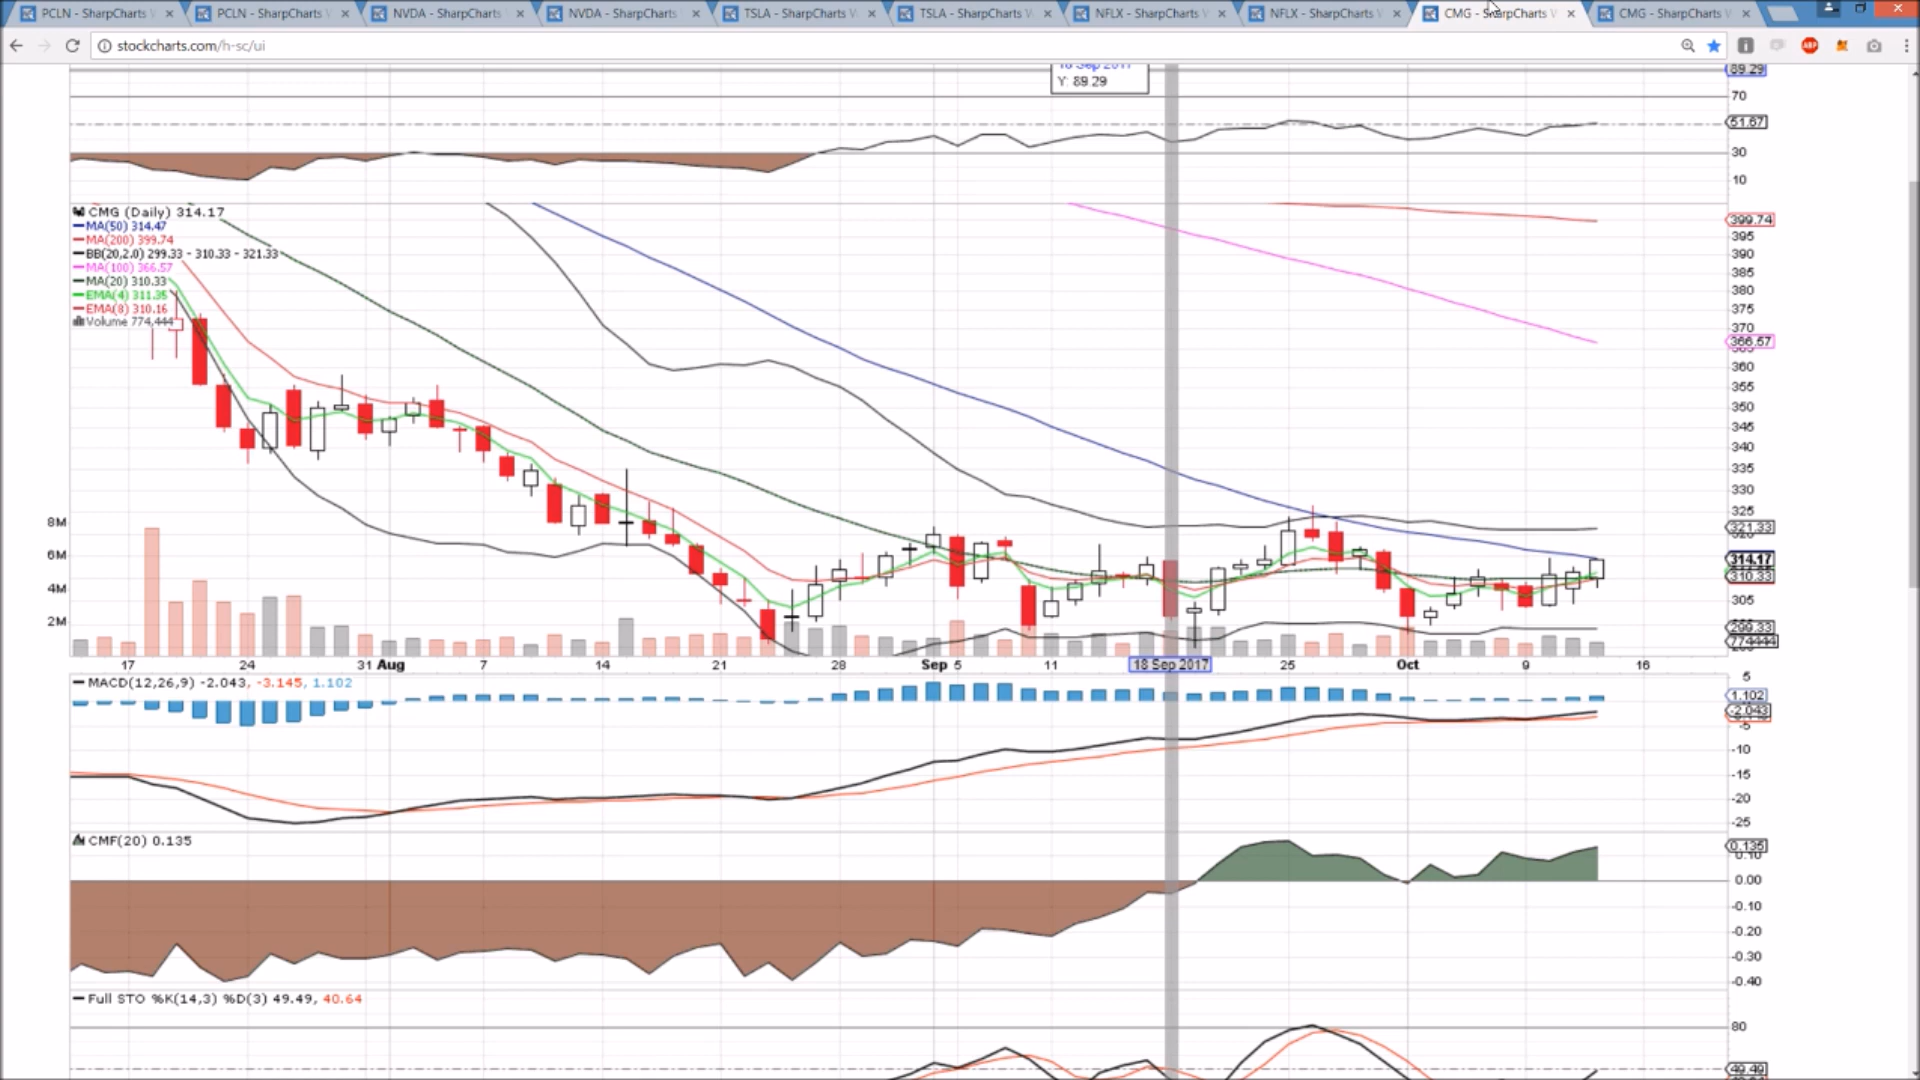 PCLN - SharpCharts
PCLN - SharpCharts
NVDA - SharpCharts
NVDA - SharpCharts
TSLA - SharpCharts
TSLA - SharpCharts
NFLX - SharpCharts
NFLX - SharpCharts
CMG - SharpCharts
CMG - SharpCharts
stockcharts.com/h-sc/ui
ABP
18 Sep 2017
Y: 89.29
89.29
70
51.67
30
10
CMG (Daily) 314.17
MA(50) 314.47
MA(200) 399.74
BB(20,2.0) 299.33 - 310.33 - 321.33
MA(100) 366.57
MA(20) 310.33
EMA(4) 311.35
EMA(8) 310.16
Volume 774,444
399.74
395
390
385
380
375
370
366.57
360
355
350
345
340
335
330
325
321.33
314.17
310.33
305
299.33
774444
8M
6M
4M
2M
17 24 31 Aug 7 14 21 28 Sep 5 11 18 Sep 2017 25 Oct 9 16
MACD(12,26,9) -2.043, -3.145, 1.102
5
1.102
-2.043
-5
-10
-15
-20
-25
CMF(20) 0.135
0.135
0.10
0.00
-0.10
-0.20
-0.30
-0.40
Full STO %K(14,3) %D(3) 49.49, 40.64
80
49.49